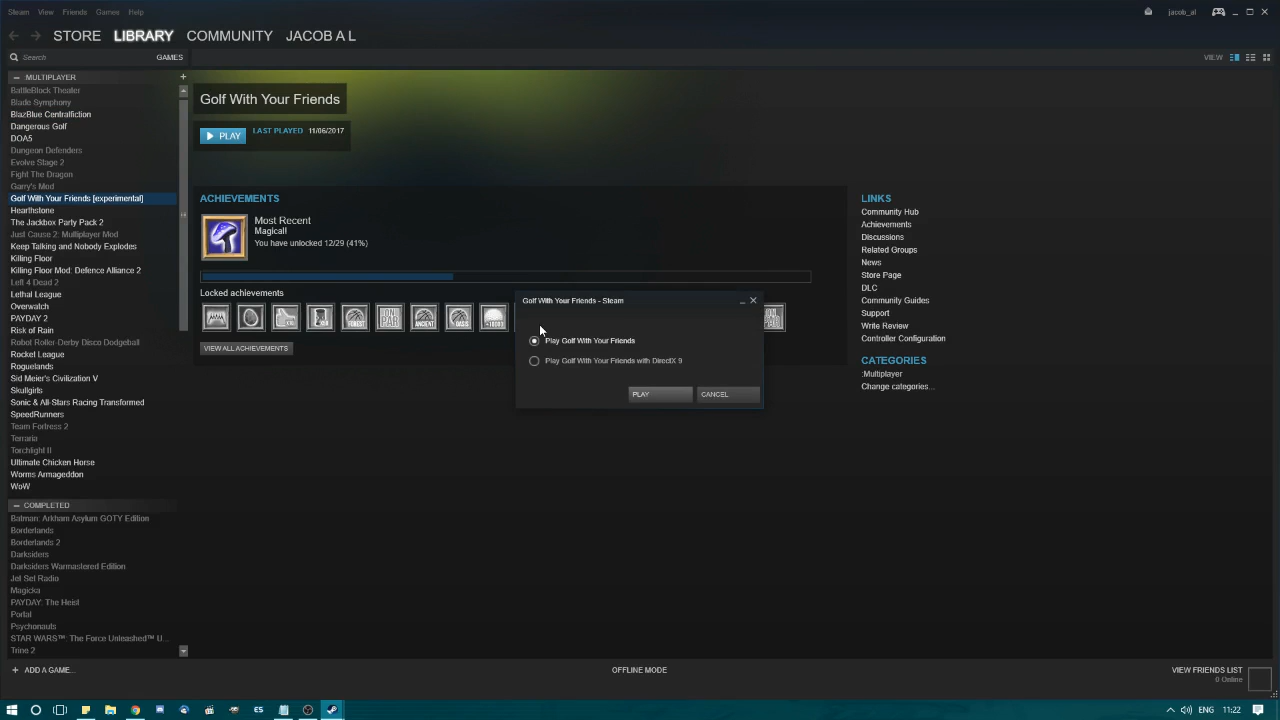 Steam View Friends Games Help
jacob_al
STORE LIBRARY COMMUNITY JACOB A L
Search GAMES
VIEW
MULTIPLAYER +
BattleBlock Theater
Blade Symphony
BlazBlue Centralfiction
Dangerous Golf
DOA5
Dungeon Defenders
Evolve Stage 2
Fight The Dragon
Garry's Mod
Golf With Your Friends [experimental]
Hearthstone
The Jackbox Party Pack 2
Just Cause 2: Multiplayer Mod
Keep Talking and Nobody Explodes
Killing Floor
Killing Floor Mod: Defence Alliance 2
Left 4 Dead 2
Lethal League
Overwatch
PAYDAY 2
Risk of Rain
Robot Roller-Derby Disco Dodgeball
Rocket League
Roguelands
Sid Meier's Civilization V
Skullgirls
Sonic & All-Stars Racing Transformed
SpeedRunners
Team Fortress 2
Terraria
Torchlight II
Ultimate Chicken Horse
Worms Armageddon
WoW
COMPLETED
Batman: Arkham Asylum GOTY Edition
Borderlands
Borderlands 2
Darksiders
Darksiders Warmastered Edition
Jet Set Radio
Magicka
PAYDAY: The Heist
Portal
Psychonauts
STAR WARS™: The Force Unleashed™ U...
Trine 2
+ ADD A GAME...
Golf With Your Friends
PLAY
LAST PLAYED 11/06/2017
ACHIEVEMENTS
Most Recent
Magical!
You have unlocked 12/29 (41%)
Locked achievements
FOREST
ANCIENT
OASIS
VIEW ALL ACHIEVEMENTS
Golf With Your Friends - Steam
Play Golf With Your Friends
Play Golf With Your Friends with DirectX 9
PLAY
CANCEL
LINKS
Community Hub
Achievements
Discussions
Related Groups
News
Store Page
DLC
Community Guides
Support
Write Review
Controller Configuration
CATEGORIES
:Multiplayer
Change categories...
OFFLINE MODE
VIEW FRIENDS LIST
0 Online
ES
ENG 11:22